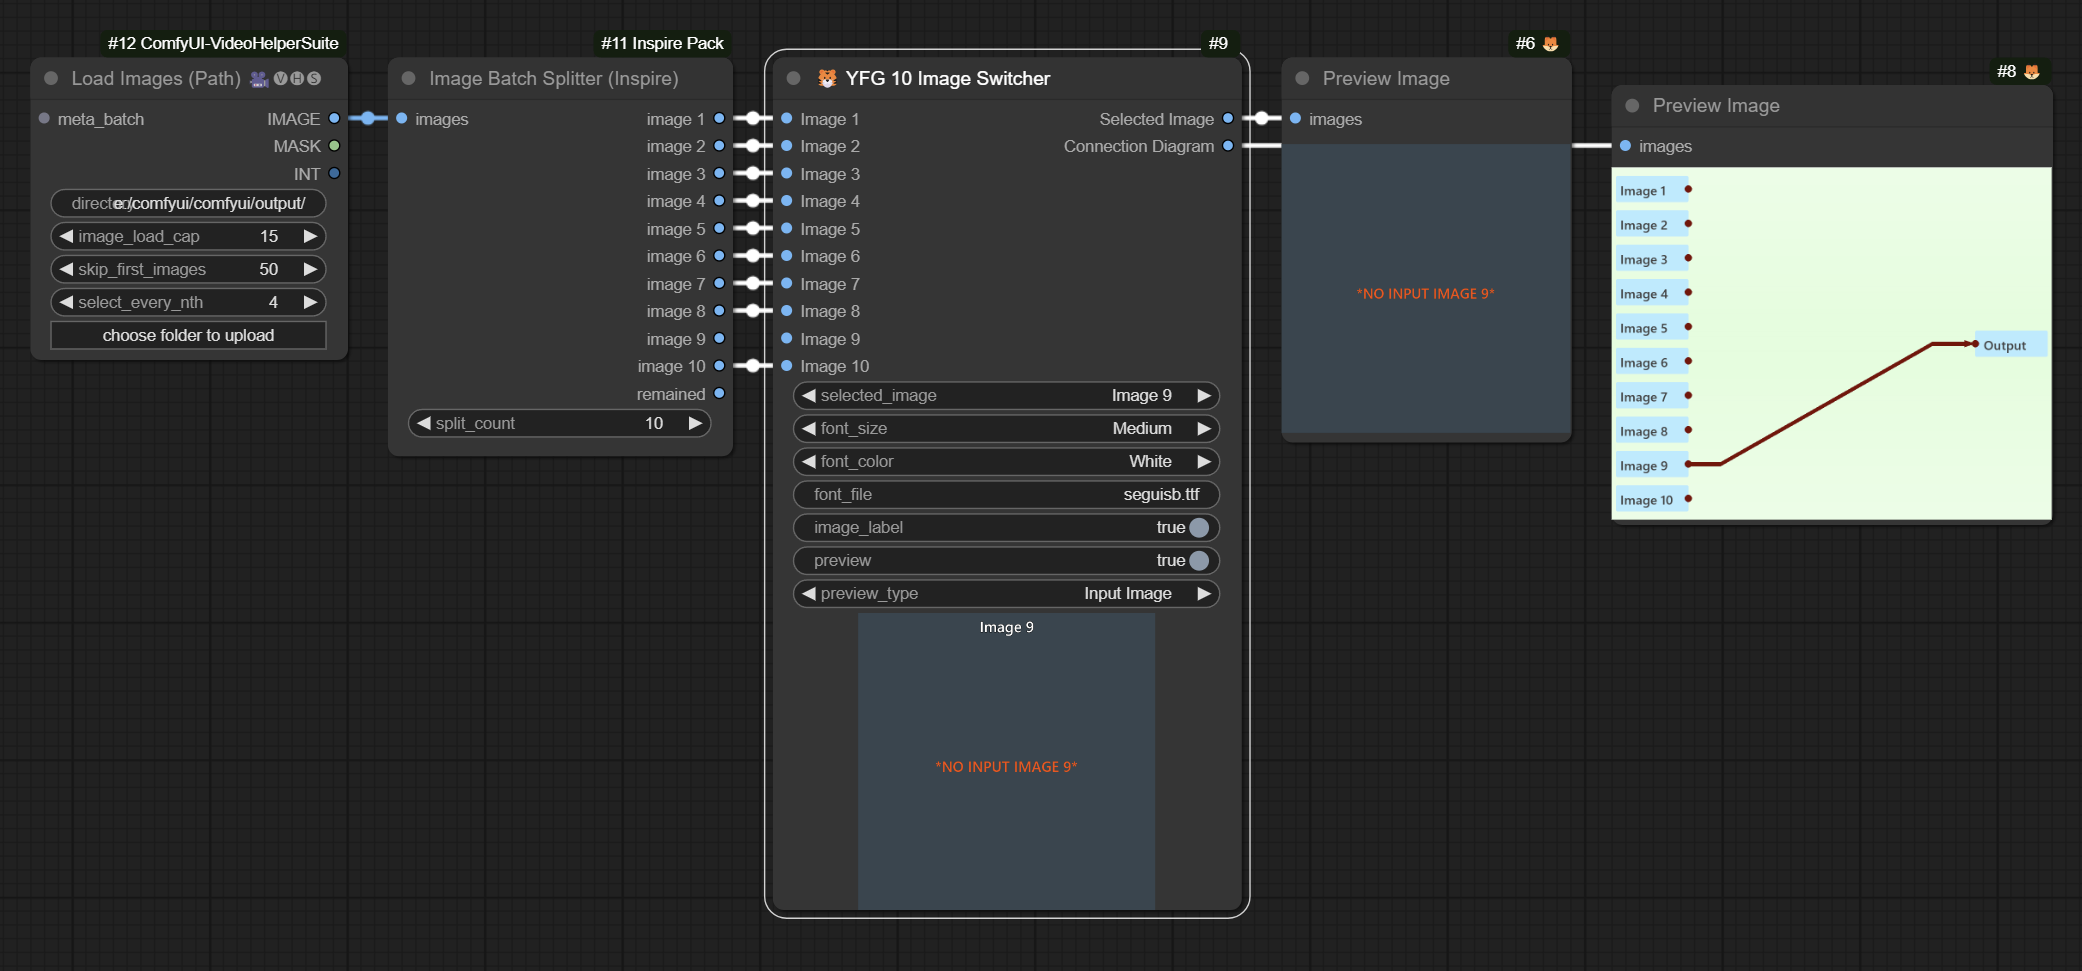 #12 ComfyUI-VideoHelperSuite
Load Images (Path) 🎥🅥🅗🅢
meta_batch
IMAGE
MASK
INT
e:/comfyui/comfyui/output/
image_load_cap 15
skip_first_images 50
select_every_nth 4
choose folder to upload
#11 Inspire Pack
Image Batch Splitter (Inspire)
images
image 1
image 2
image 3
image 4
image 5
image 6
image 7
image 8
image 9
image 10
remained
split_count 10
#9
YFG 10 Image Switcher
Image 1
Image 2
Image 3
Image 4
Image 5
Image 6
Image 7
Image 8
Image 9
Image 10
Selected Image
Connection Diagram
selected_image Image 9
font_size Medium
font_color White
font_file seguisb.ttf
image_label true
preview true
preview_type Input Image
Image 9
*NO INPUT IMAGE 9*
#6
Preview Image
images
*NO INPUT IMAGE 9*
#8
Preview Image
images
Image 1
Image 2
Image 3
Image 4
Image 5
Image 6
Image 7
Image 8
Image 9
Image 10
Output